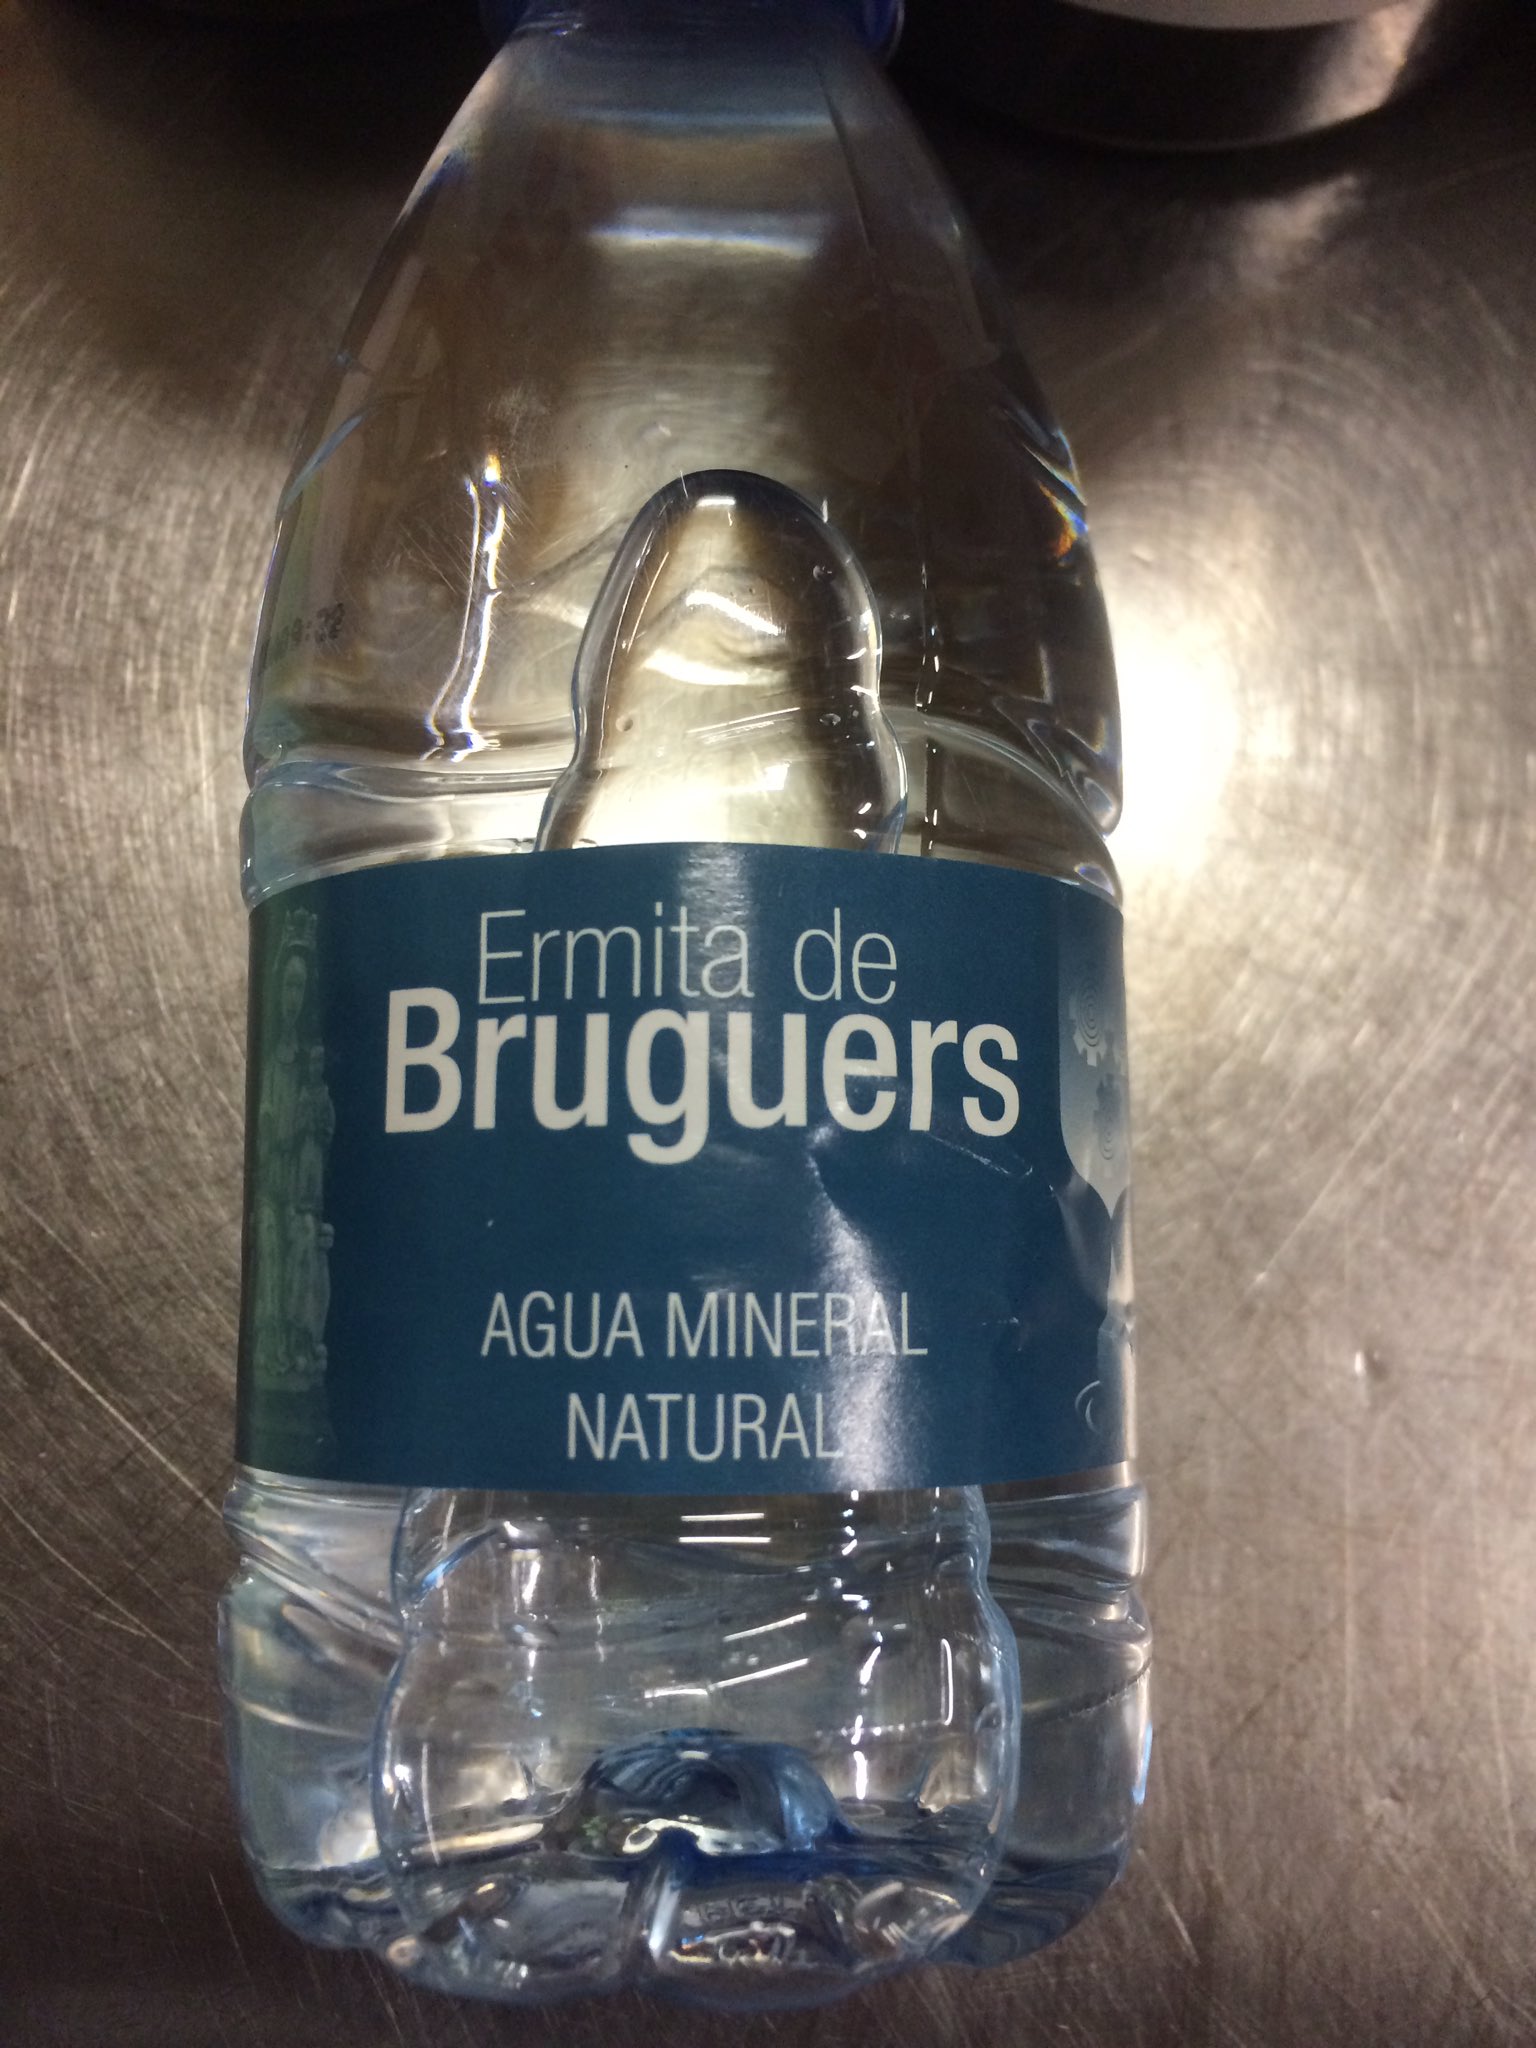 Ermita de
Bruguers
AGUA MINERAL
NATURAL